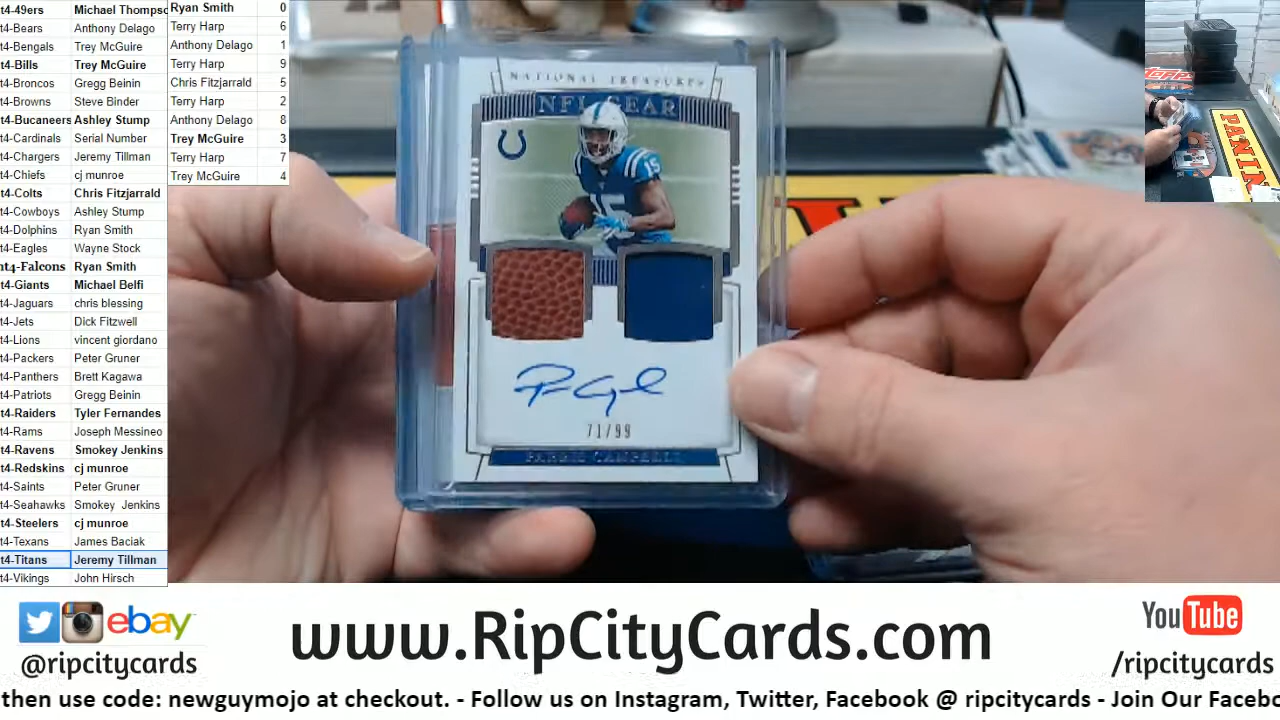 t4-49ers Michael Thompsc
t4-Bears Anthony Delago
t4-Bengals Trey McGuire
t4-Bills Trey McGuire
t4-Broncos Gregg Beinin
t4-Browns Steve Binder
t4-Bucaneers Ashley Stump
t4-Cardinals Serial Number
t4-Chargers Jeremy Tillman
t4-Chiefs cj munroe
t4-Colts Chris Fitzjarrald
t4-Cowboys Ashley Stump
t4-Dolphins Ryan Smith
t4-Eagles Wayne Stock
nt4-Falcons Ryan Smith
t4-Giants Michael Belfi
t4-Jaguars chris blessing
t4-Jets Dick Fitzwell
t4-Lions vincent giordano
t4-Packers Peter Gruner
t4-Panthers Brett Kagawa
t4-Patriots Gregg Beinin
t4-Raiders Tyler Fernandes
t4-Rams Joseph Messineo
t4-Ravens Smokey Jenkins
t4-Redskins cj munroe
t4-Saints Peter Gruner
t4-Seahawks Smokey Jenkins
t4-Steelers cj munroe
t4-Texans James Baciak
t4-Titans Jeremy Tillman
t4-Vikings John Hirsch
Ryan Smith 0
Terry Harp 6
Anthony Delago 1
Terry Harp 9
Chris Fitzjarrald 5
Terry Harp 2
Anthony Delago 8
Trey McGuire 3
Terry Harp 7
Trey McGuire 4
NATIONAL TREASURES
NFL GEAR
15
15
71/99
PARRIS CAMPBELL
TOPPS
PANINI
ebay
@ripcitycards
www.RipCityCards.com
YouTube
/ripcitycards
then use code: newguymojo at checkout. - Follow us on Instagram, Twitter, Facebook @ ripcitycards - Join Our Facebo